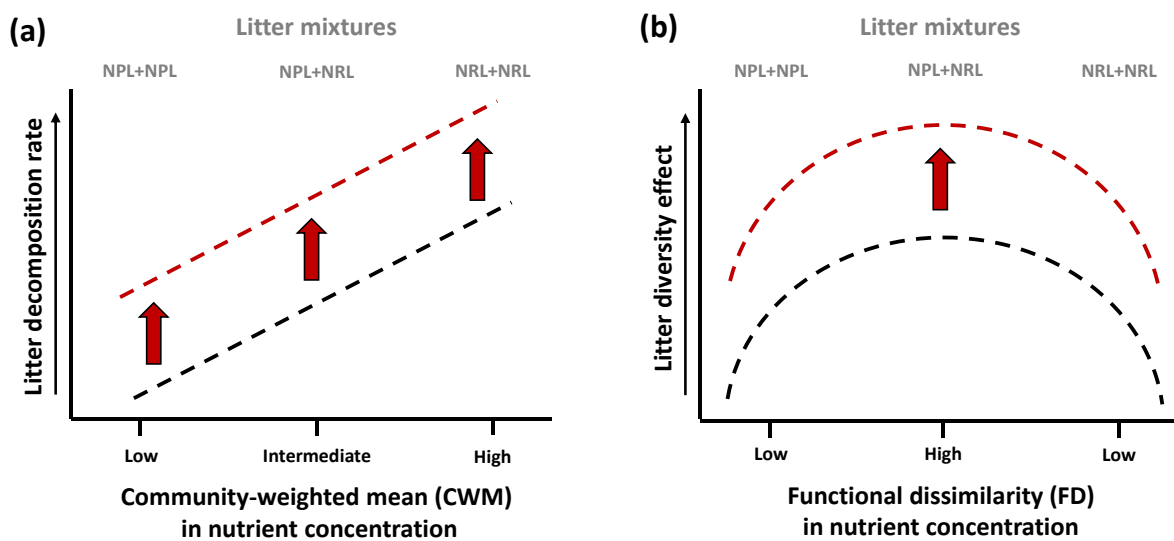 (a)
Litter mixtures
NPL+NPL
NPL+NRL
NRL+NRL
Litter decomposition rate
Low
Intermediate
High
Community-weighted mean (CWM)
in nutrient concentration
(b)
Litter mixtures
NPL+NPL
NPL+NRL
NRL+NRL
Litter diversity effect
Low
High
Low
Functional dissimilarity (FD)
in nutrient concentration